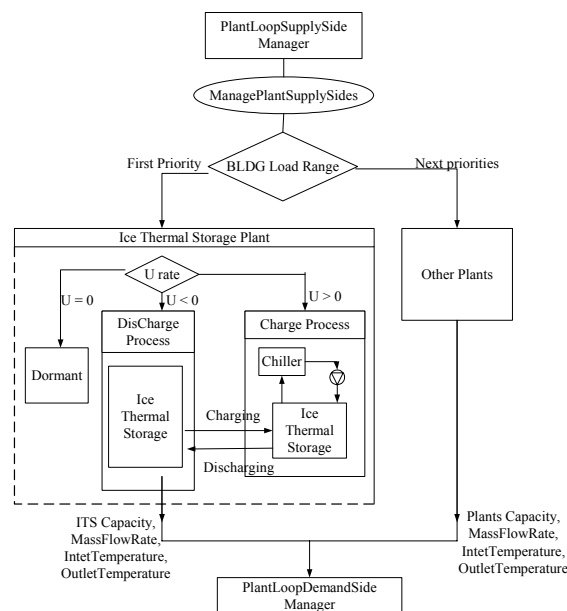 PlantLoopSupplySide
Manager
ManagePlantSupplySides
First Priority
BLDG Load Range
Next priorities
Ice Thermal Storage Plant
U rate
U = 0
U < 0
U > 0
Other Plants
DisCharge
Process
Charge Process
Dormant
Chiller
Ice
Thermal
Storage
Charging
Ice
Thermal
Storage
Discharging
ITS Capacity,
MassFlowRate,
IntetTemperature,
OutletTemperature
Plants Capacity,
MassFlowRate,
IntetTemperature,
OutletTemperature
PlantLoopDemandSide
Manager